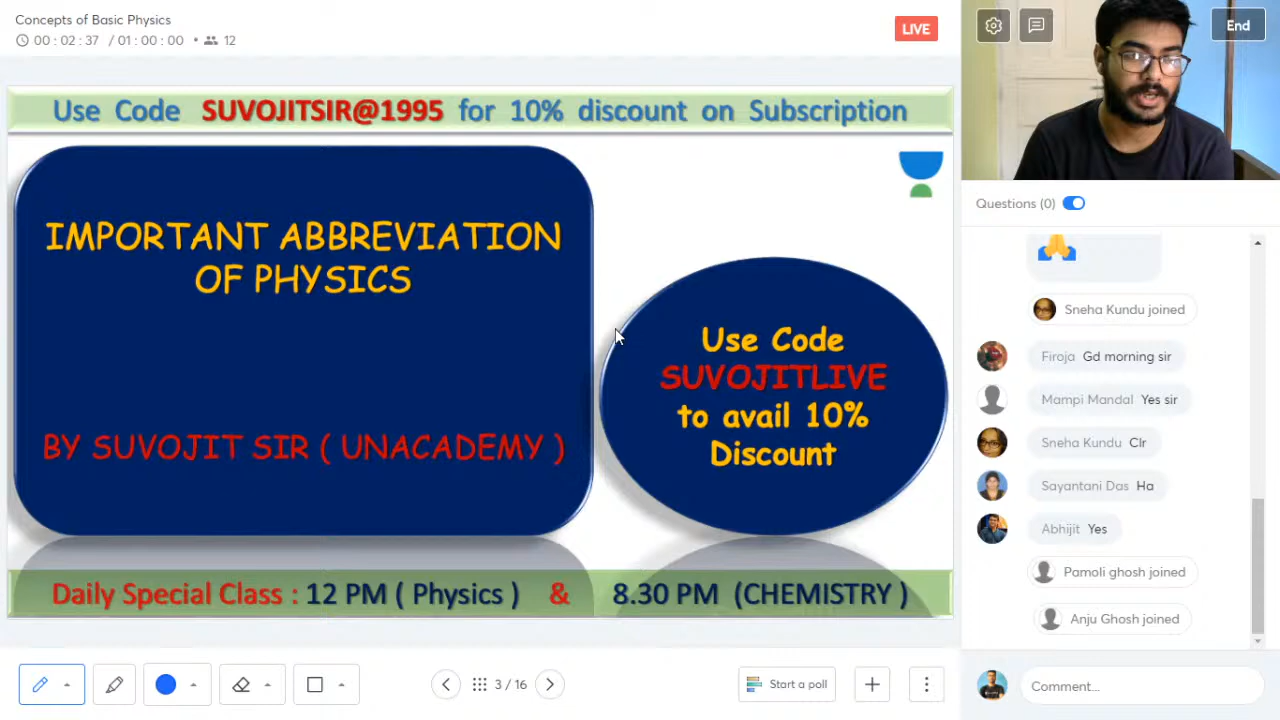 Concepts of Basic Physics
00 : 02 : 37 / 01 : 00 : 00 • 12
LIVE
End
Use Code SUVOJITSIR@1995 for 10% discount on Subscription
IMPORTANT ABBREVIATION
OF PHYSICS
BY SUVOJIT SIR ( UNACADEMY )
Use Code
SUVOJITLIVE
to avail 10%
Discount
Daily Special Class : 12 PM ( Physics ) & 8.30 PM (CHEMISTRY )
Questions (0)
Sneha Kundu joined
Firoja Gd morning sir
Mampi Mandal Yes sir
Sneha Kundu Clr
Sayantani Das Ha
Abhijit Yes
Pamoli ghosh joined
Anju Ghosh joined
3 / 16
Start a poll
Comment...